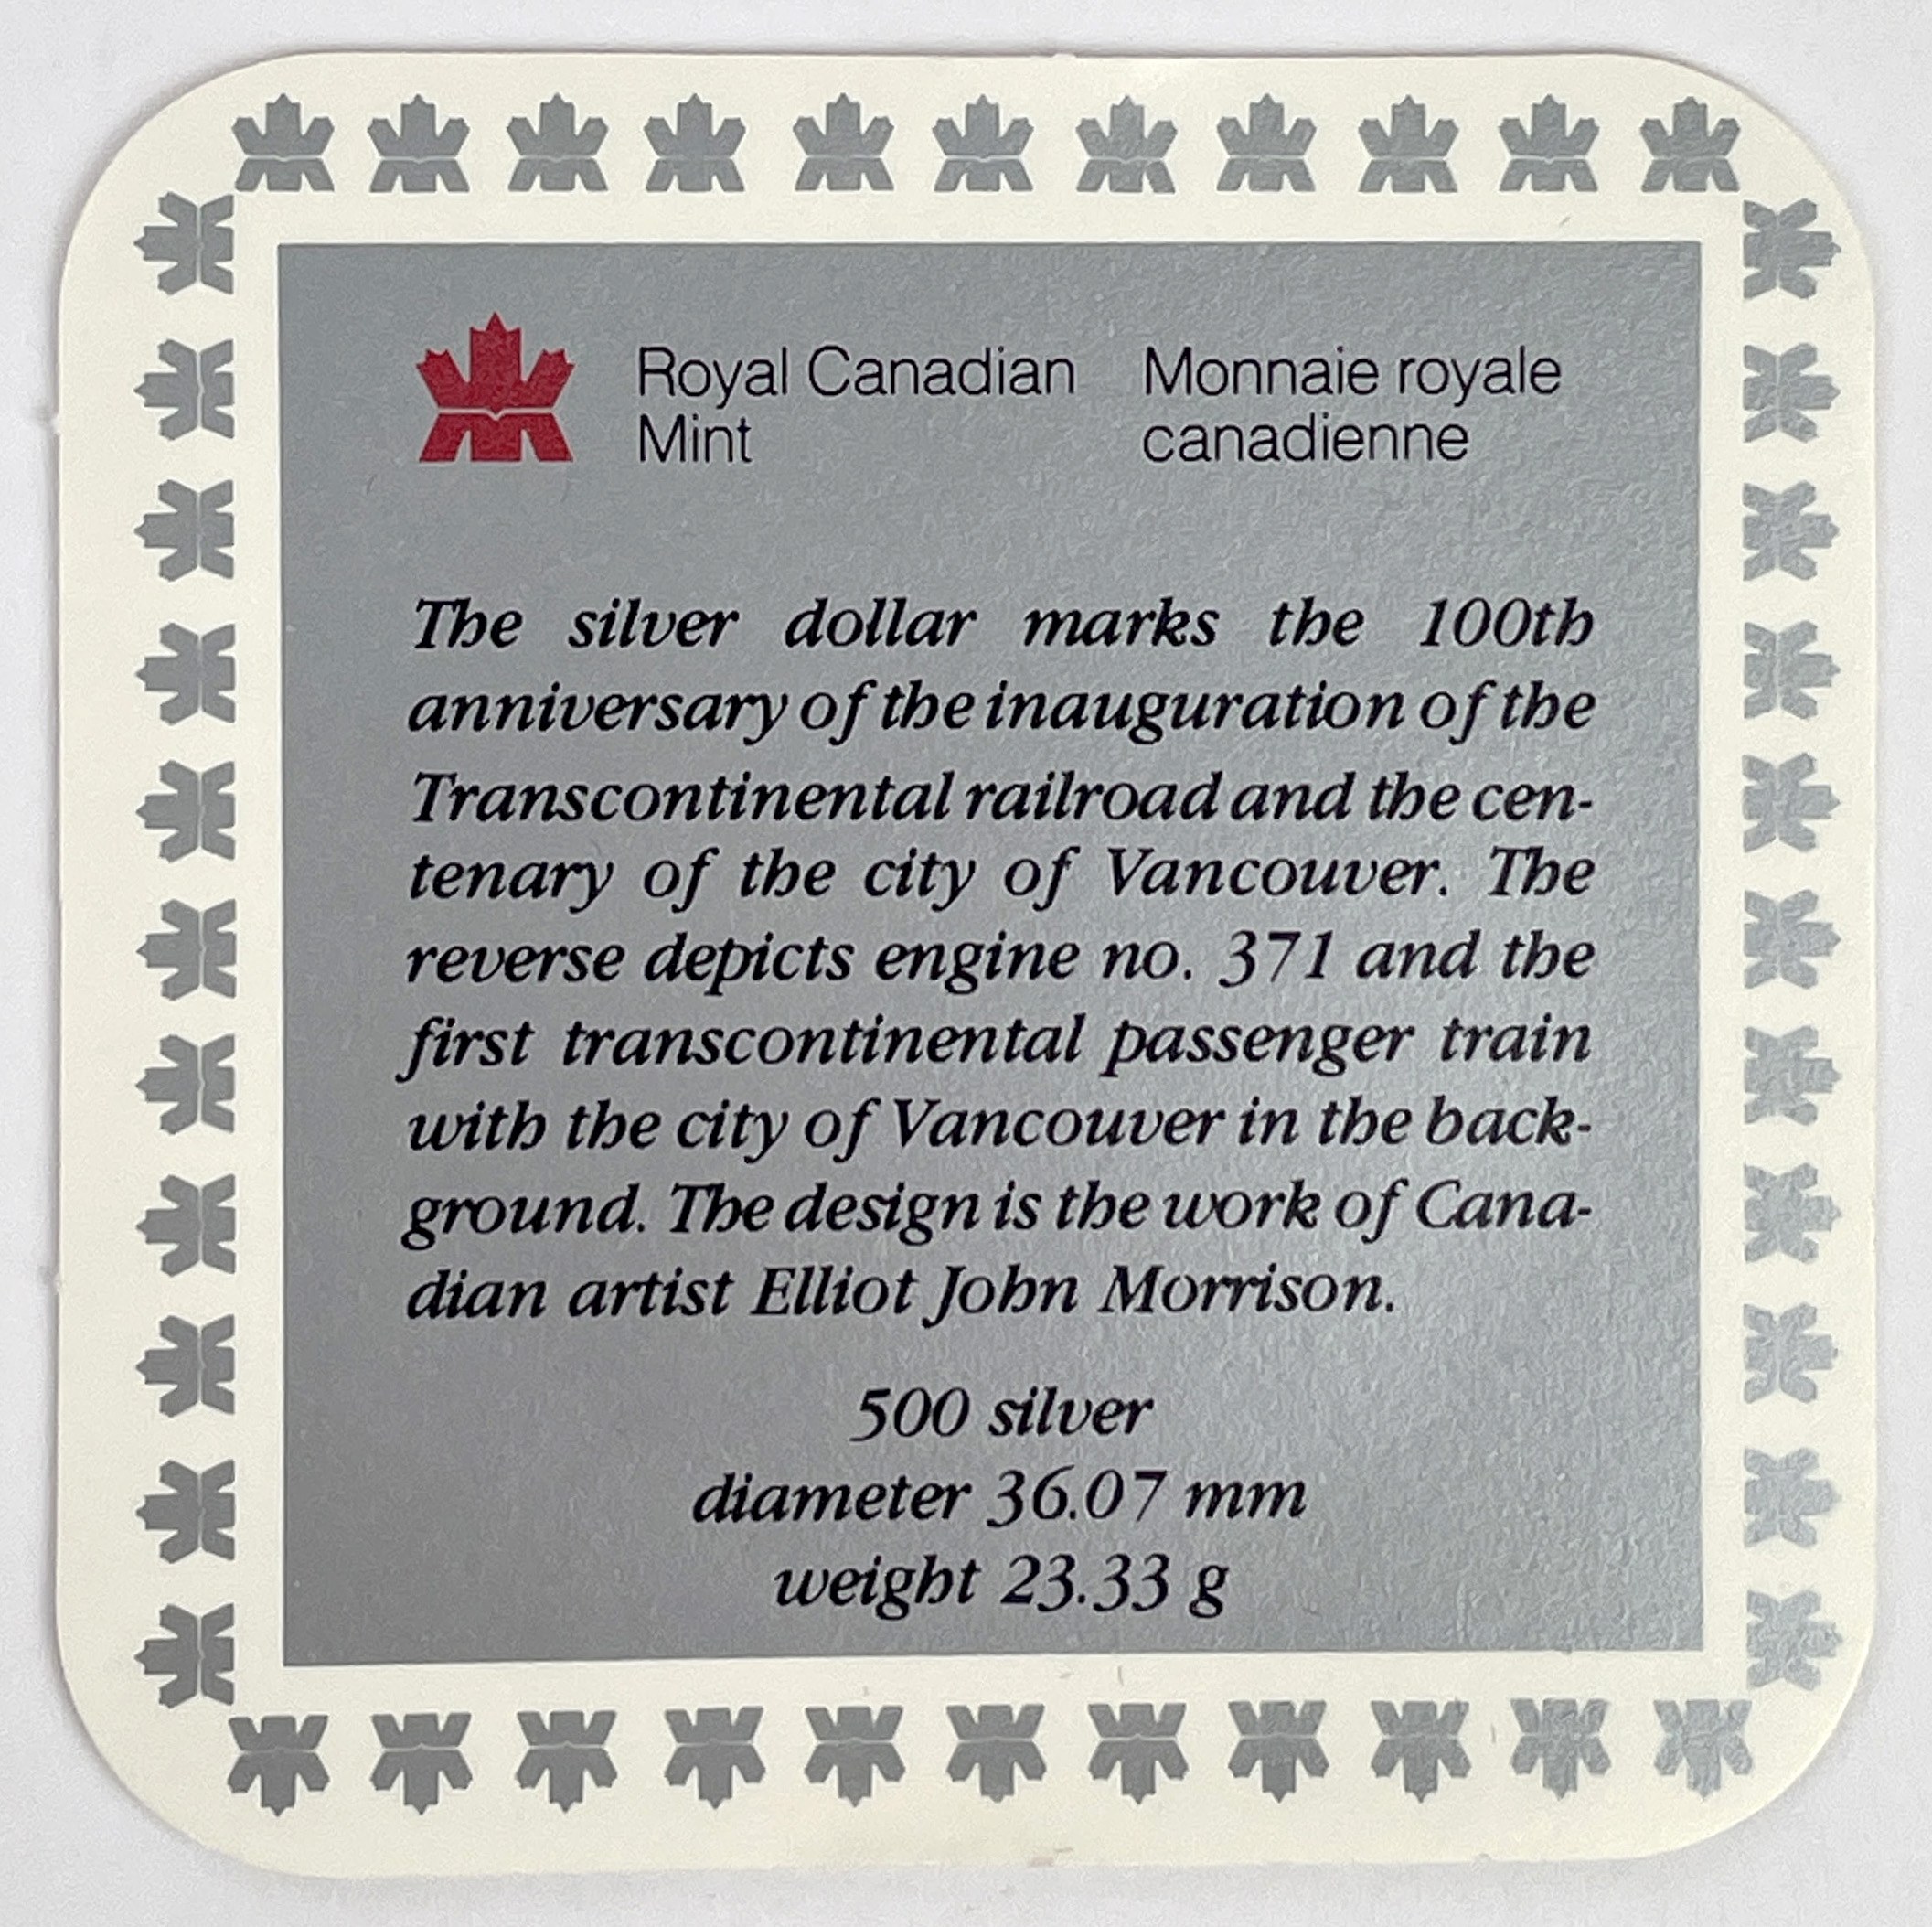 Royal Canadian Mint
Monnaie royale canadienne
The silver dollar marks the 100th
anniversary of the inauguration of the
Transcontinental railroad and the cen-
tenary of the city of Vancouver. The
reverse depicts engine no. 371 and the
first transcontinental passenger train
with the city of Vancouver in the back-
ground. The design is the work of Cana-
dian artist Elliot John Morrison.
500 silver
diameter 36.07 mm
weight 23.33 g